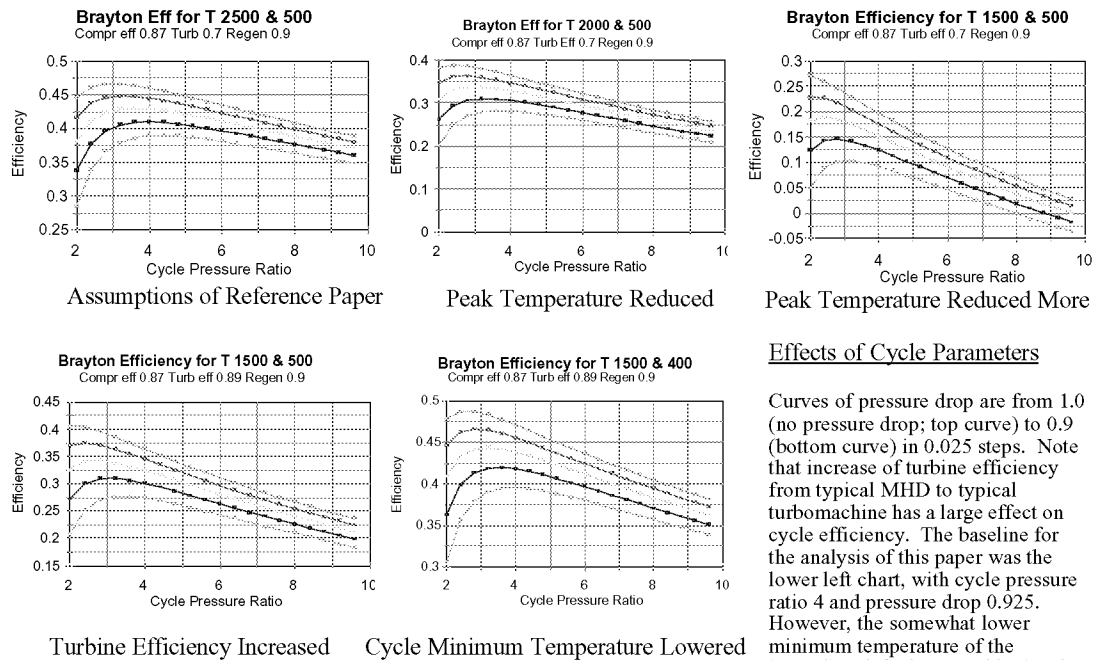 Brayton Eff for T 2500 & 500
Compr eff 0.87 Turb 0.7 Regen 0.9
0.5
0.45
0.4
0.35
0.3
0.25
Efficiency
2 4 6 8 10
Cycle Pressure Ratio
Assumptions of Reference Paper
Brayton Eff for T 2000 & 500
Compr eff 0.87 Turb Eff 0.7 Regen 0.9
0.4
0.3
0.2
0.1
0
Efficiency
2 4 6 8 10
Cycle Pressure Ratio
Peak Temperature Reduced
Brayton Efficiency for T 1500 & 500
Compr eff 0.87 Turb eff 0.7 Regen 0.9
0.3
0.25
0.2
0.15
0.1
0.05
0
-0.05
Efficiency
2 4 6 8 10
Cycle Pressure Ratio
Peak Temperature Reduced More
Brayton Efficiency for T 1500 & 500
Compr eff 0.87 Turb eff 0.89 Regen 0.9
0.45
0.4
0.35
0.3
0.25
0.2
0.15
Efficiency
2 4 6 8 10
Cycle Pressure Ratio
Turbine Efficiency Increased
Brayton Efficiency for T 1500 & 400
Compr eff 0.87 Turb eff 0.89 Regen 0.9
0.5
0.45
0.4
0.35
0.3
Efficiency
2 4 6 8 10
Cycle Pressure Ratio
Cycle Minimum Temperature Lowered
Effects of Cycle Parameters
Curves of pressure drop are from 1.0
(no pressure drop; top curve) to 0.9
(bottom curve) in 0.025 steps. Note
that increase of turbine efficiency
from typical MHD to typical
turbomachine has a large effect on
cycle efficiency. The baseline for
the analysis of this paper was the
lower left chart, with cycle pressure
ratio 4 and pressure drop 0.925.
However, the somewhat lower
minimum temperature of the